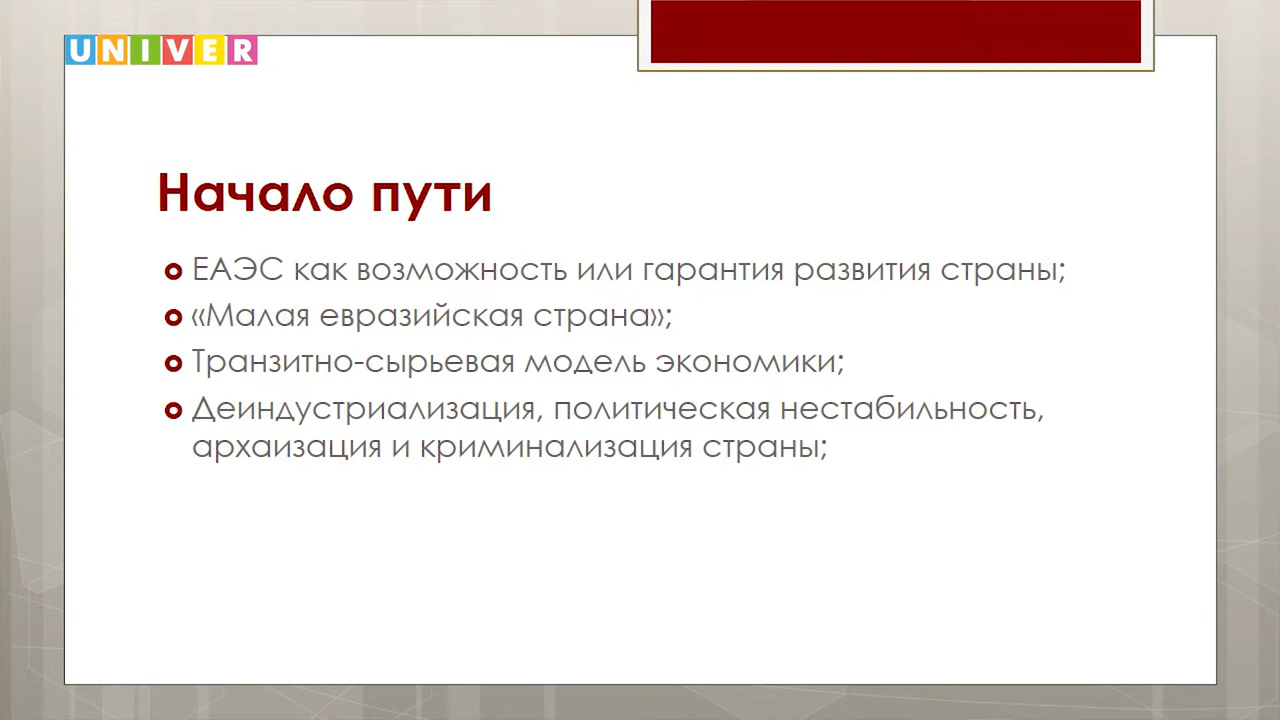 UNIVER
Начало пути
ЕАЭС как возможность или гарантия развития страны;
«Малая евразийская страна»;
Транзитно-сырьевая модель экономики;
Деиндустриализация, политическая нестабильность,
архаизация и криминализация страны;